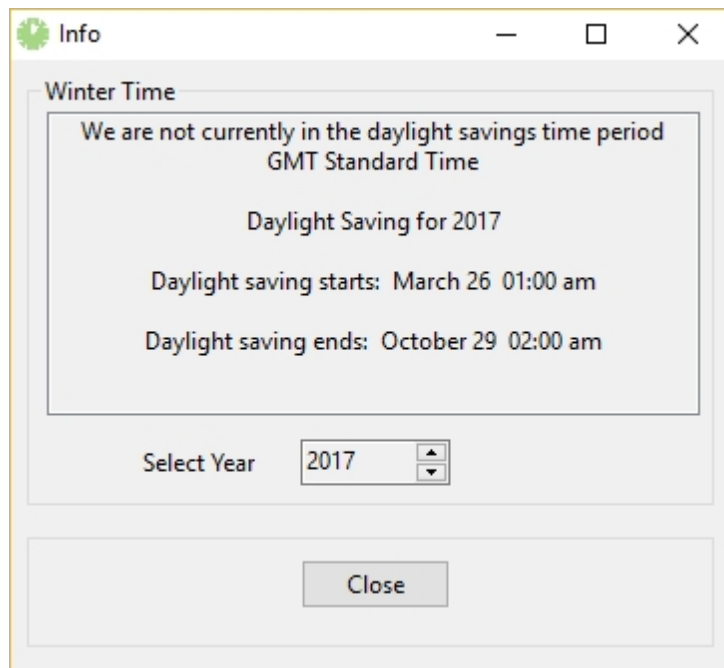 Info
Winter Time
We are not currently in the daylight savings time period
GMT Standard Time
Daylight Saving for 2017
Daylight saving starts:  March 26  01:00 am
Daylight saving ends:  October 29  02:00 am
Select Year 2017
Close